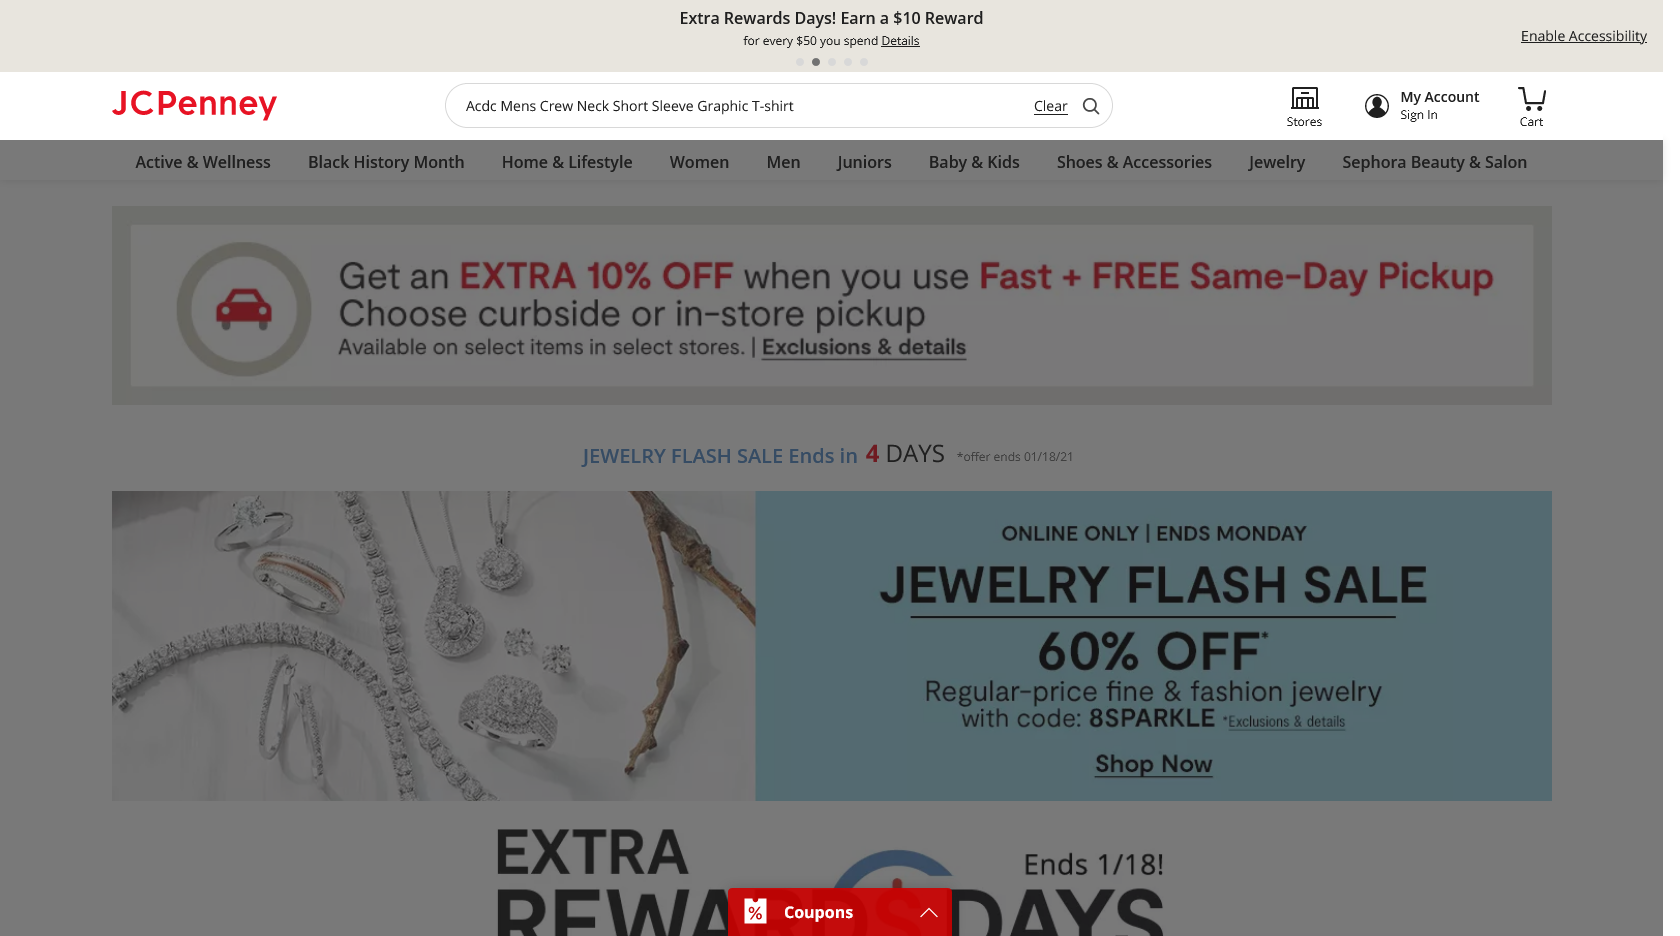 Extra Rewards Days! Earn a $10 Reward
for every $50 you spend Details
Enable Accessibility
JCPenney
Acdc Mens Crew Neck Short Sleeve Graphic T-shirt
Clear
Stores
My Account
Sign In
Cart
Active & Wellness
Black History Month
Home & Lifestyle
Women
Men
Juniors
Baby & Kids
Shoes & Accessories
Jewelry
Sephora Beauty & Salon
Get an EXTRA 10% OFF when you use Fast + FREE Same-Day Pickup
Choose curbside or in-store pickup
Available on select items in select stores. | Exclusions & details
JEWELRY FLASH SALE Ends in 4 DAYS *offer ends 01/18/21
ONLINE ONLY | ENDS MONDAY
JEWELRY FLASH SALE
60% OFF*
Regular-price fine & fashion jewelry
with code: 8SPARKLE *Exclusions & details
Shop Now
EXTRA
Ends 1/18!
REWARDS DAYS
% Coupons